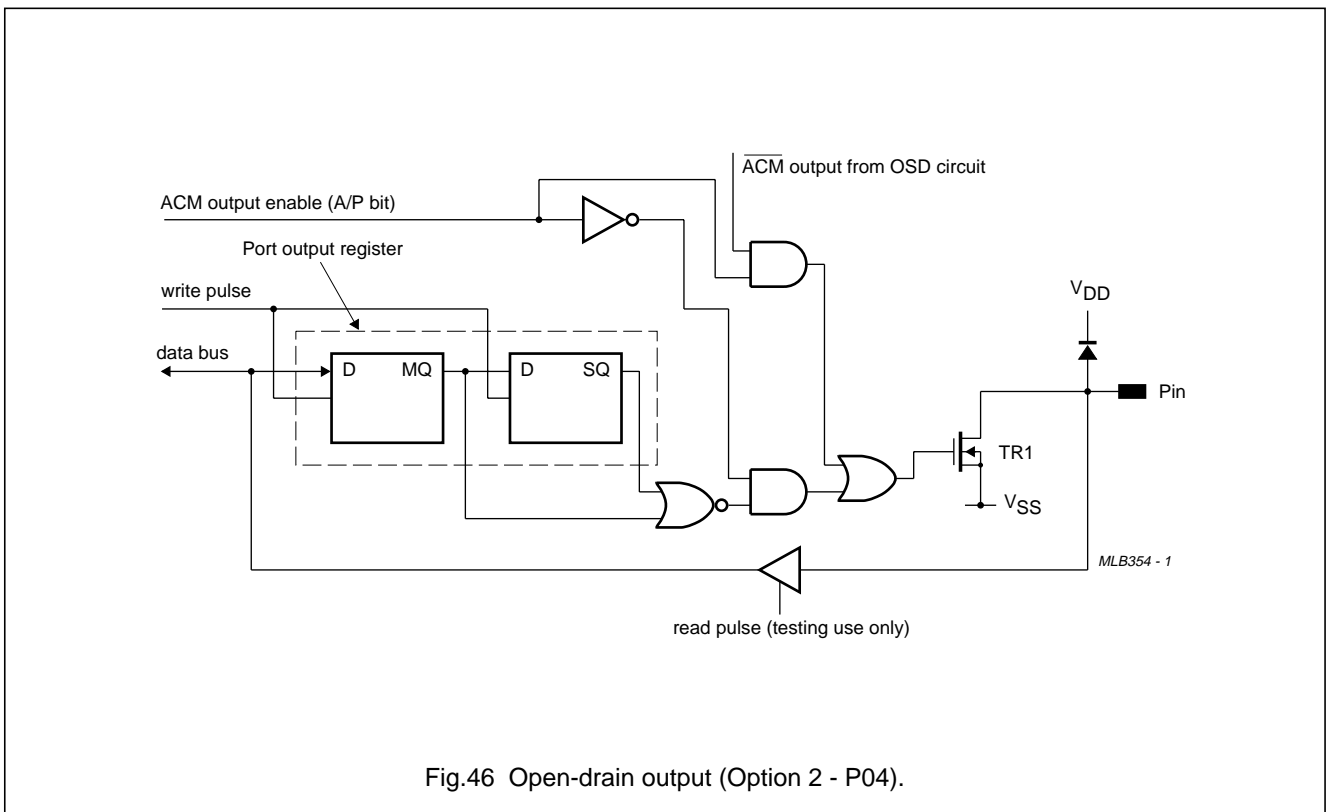 ACM output from OSD circuit
ACM output enable (A/P bit)
Port output register
write pulse
data bus
D MQ
D SQ
VDD
Pin
TR1
VSS
MLB354 - 1
read pulse (testing use only)
Fig.46 Open-drain output (Option 2 - P04).